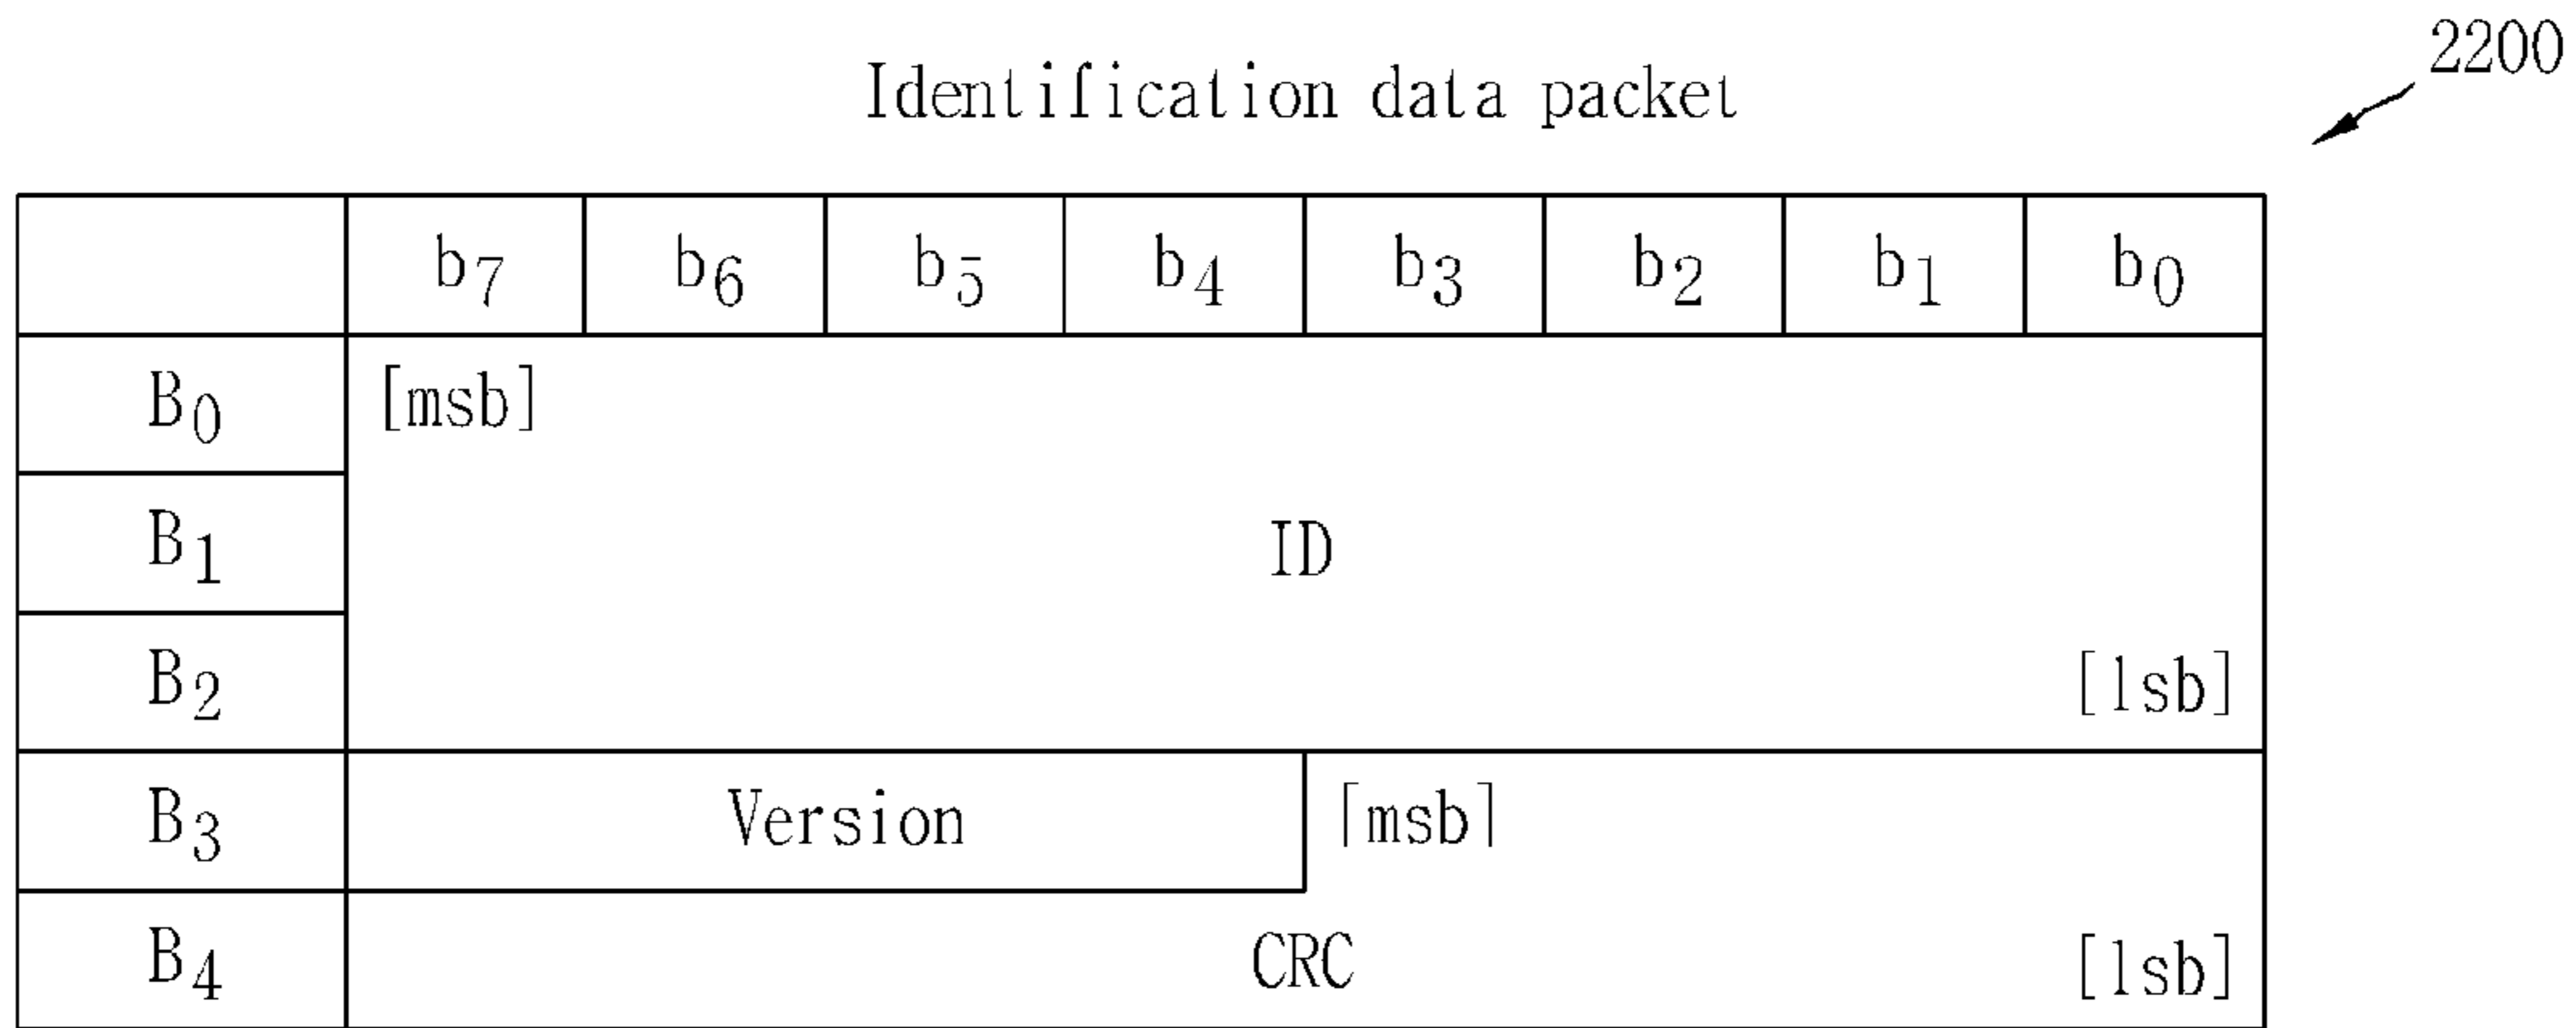 2200
Identification data packet
b7 b6 b5 b4 b3 b2 b1 b0
B0 [msb]
B1 ID
B2 [lsb]
B3 Version [msb]
B4 CRC [lsb]